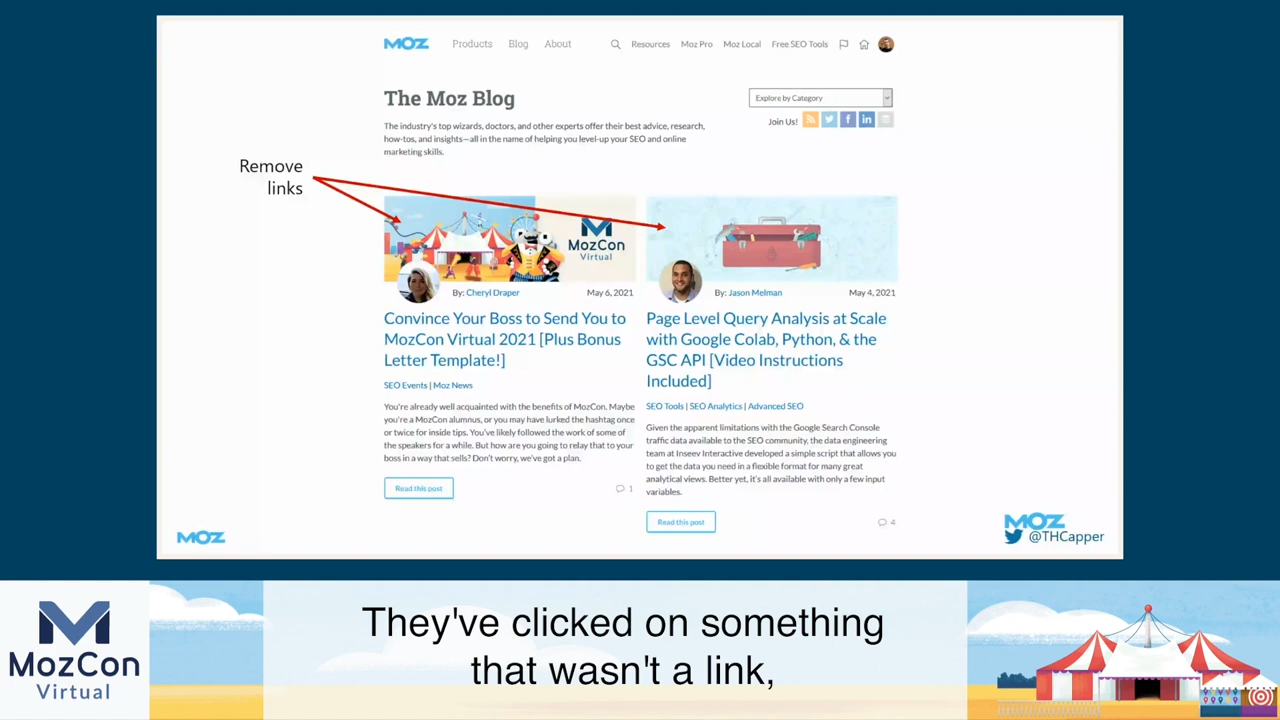 MOZ
Products Blog About
Resources Moz Pro Moz Local Free SEO Tools
The Moz Blog
Explore by Category
Join Us!
The industry's top wizards, doctors, and other experts offer their best advice, research,
how-tos, and insights—all in the name of helping you level-up your SEO and online
marketing skills.
Remove
links
MozCon
Virtual
By: Cheryl Draper May 6, 2021
Convince Your Boss to Send You to
MozCon Virtual 2021 [Plus Bonus
Letter Template!]
SEO Events | Moz News
You're already well acquainted with the benefits of MozCon. Maybe
you're a MozCon alumnus, or you may have lurked the hashtag once
or twice for inside tips. You've likely followed the work of some of
the speakers for a while. But how are you going to relay that to your
boss in a way that sells? Don't worry, we've got a plan.
Read this post 1
By: Jason Melman May 4, 2021
Page Level Query Analysis at Scale
with Google Colab, Python, & the
GSC API [Video Instructions
Included]
SEO Tools | SEO Analytics | Advanced SEO
Given the apparent limitations with the Google Search Console
traffic data available to the SEO community, the data engineering
team at Inseev Interactive developed a simple script that allows you
to get the data you need in a flexible format for many great
analytical views. Better yet, it's all available with only a few input
variables.
Read this post 4
MOZ
MOZ
@THCapper
MozCon
Virtual
They've clicked on something
that wasn't a link,